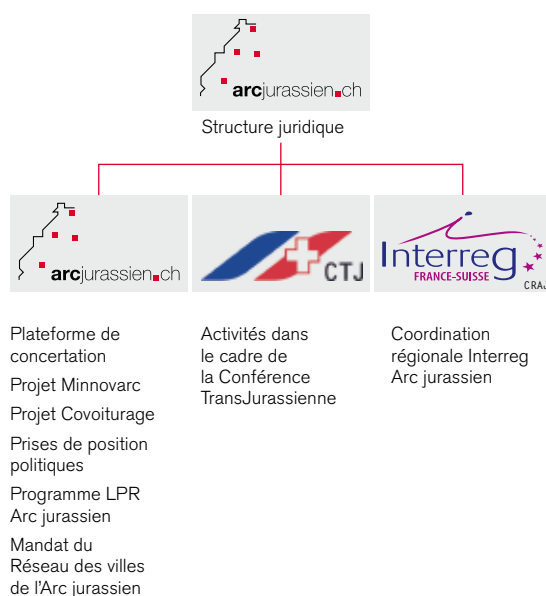 arcjurassien.ch
Structure juridique
arcjurassien.ch
CTJ
Interreg
FRANCE-SUISSE
CRAJ
Plateforme de
concertation
Projet Minnovarc
Projet Covoiturage
Prises de position
politiques
Programme LPR
Arc jurassien
Mandat du
Réseau des villes
de l'Arc jurassien
Activités dans
le cadre de
la Conférence
TransJurassienne
Coordination
régionale Interreg
Arc jurassien